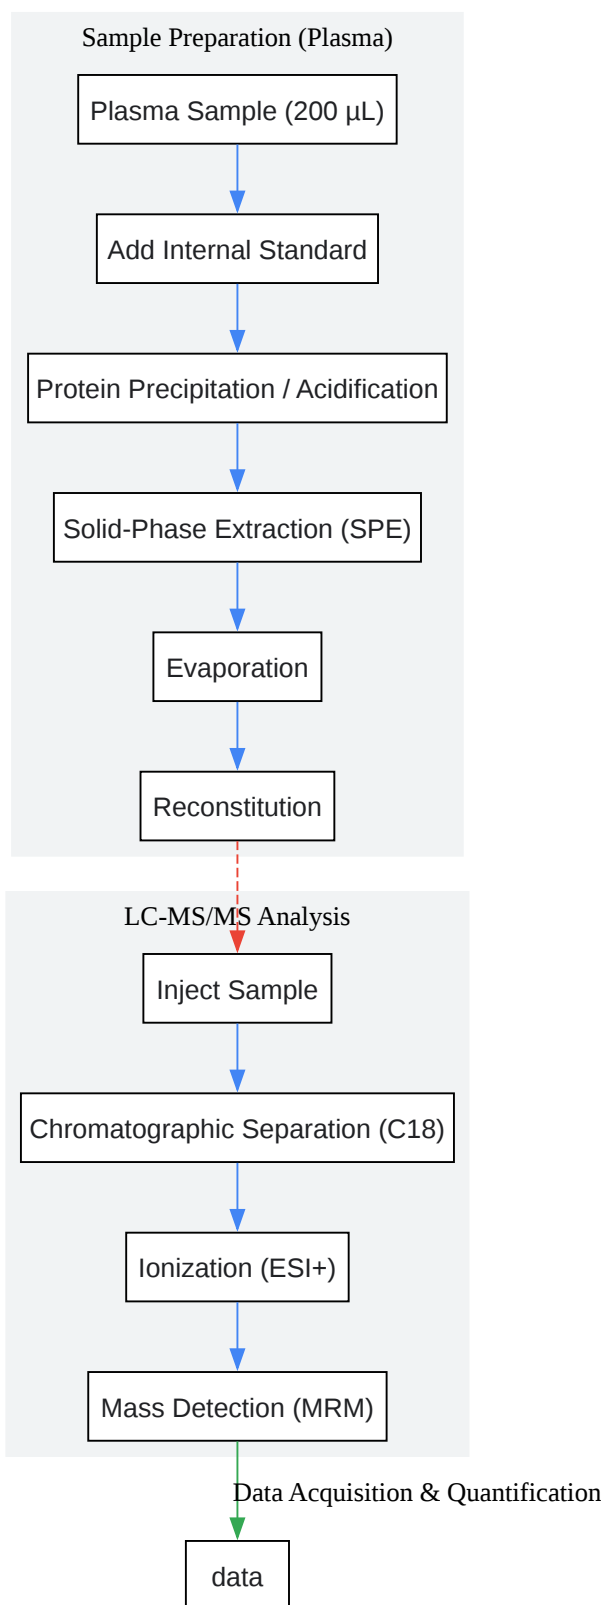 Sample Preparation (Plasma)
Plasma Sample (200 µL)
Add Internal Standard
Protein Precipitation / Acidification
Solid-Phase Extraction (SPE)
Evaporation
Reconstitution
LC-MS/MS Analysis
Inject Sample
Chromatographic Separation (C18)
Ionization (ESI+)
Mass Detection (MRM)
Data Acquisition & Quantification
data